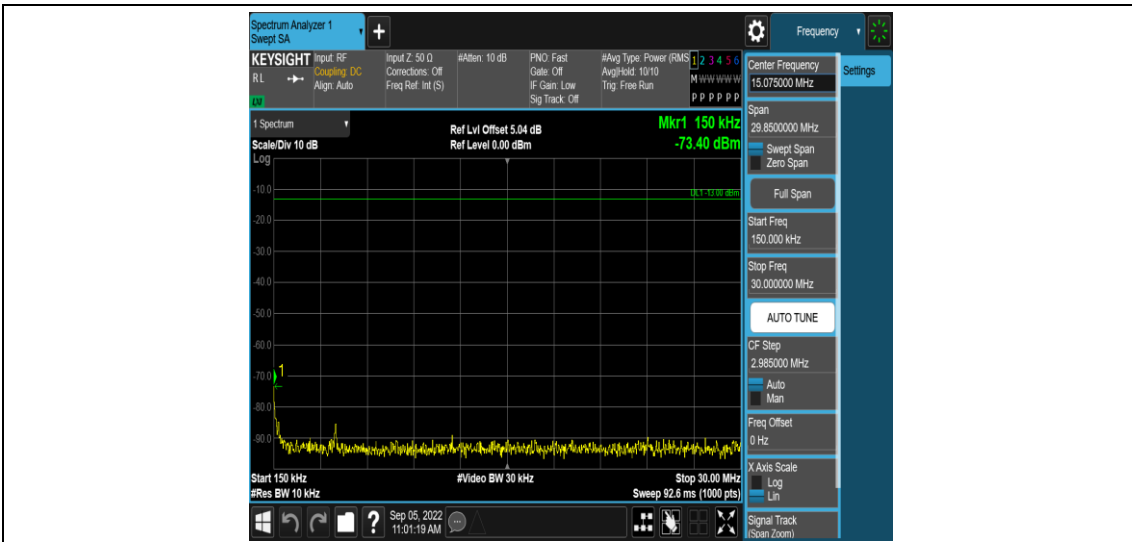 Spectrum Analyzer 1
Swept SA
+
Frequency
KEYSIGHT
RL
LXI
Input: RF
Coupling: DC
Align: Auto
Input Z: 50 Ω
Corrections: Off
Freq Ref: Int (S)
#Atten: 10 dB
PNO: Fast
Gate: Off
IF Gain: Low
Sig Track: Off
#Avg Type: Power (RMS
Avg|Hold: 10/10
Trig: Free Run
1 2 3 4 5 6
M W W W W W
P P P P P P
Center Frequency
15.075000 MHz
Settings
Span
29.8500000 MHz
Swept Span
Zero Span
Full Span
Start Freq
150.000 kHz
Stop Freq
30.000000 MHz
AUTO TUNE
CF Step
2.985000 MHz
Auto
Man
Freq Offset
0 Hz
X Axis Scale
Log
Lin
Signal Track
(Span Zoom)
1 Spectrum
Scale/Div 10 dB
Log
Ref Lvl Offset 5.04 dB
Ref Level 0.00 dBm
Mkr1 150 kHz
-73.40 dBm
DL1 -13.00 dBm
-10.0
-20.0
-30.0
-40.0
-50.0
-60.0
-70.0
1
-80.0
-90.0
Start 150 kHz
#Video BW 30 kHz
Stop 30.00 MHz
#Res BW 10 kHz
Sweep 92.6 ms (1000 pts)
?
Sep 05, 2022
11:01:19 AM